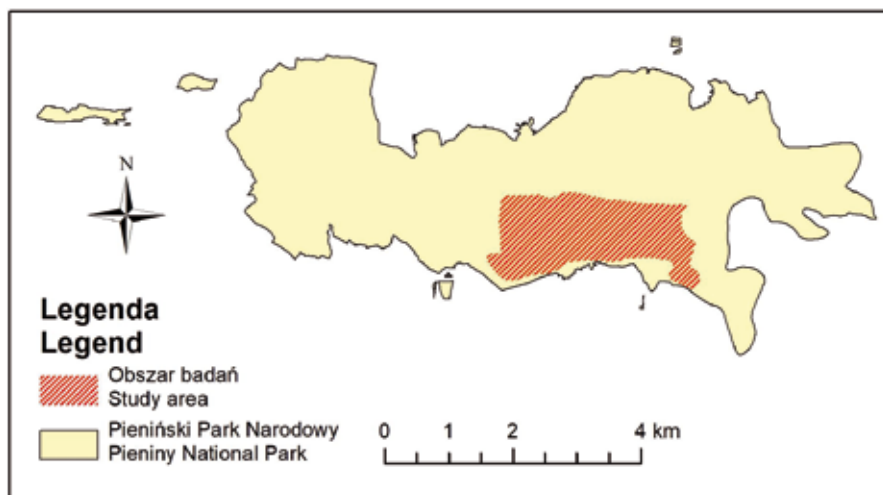 N
Legenda
Legend
Obszar badań
Study area
Pieniński Park Narodowy
Pieniny National Park
0 1 2 4 km